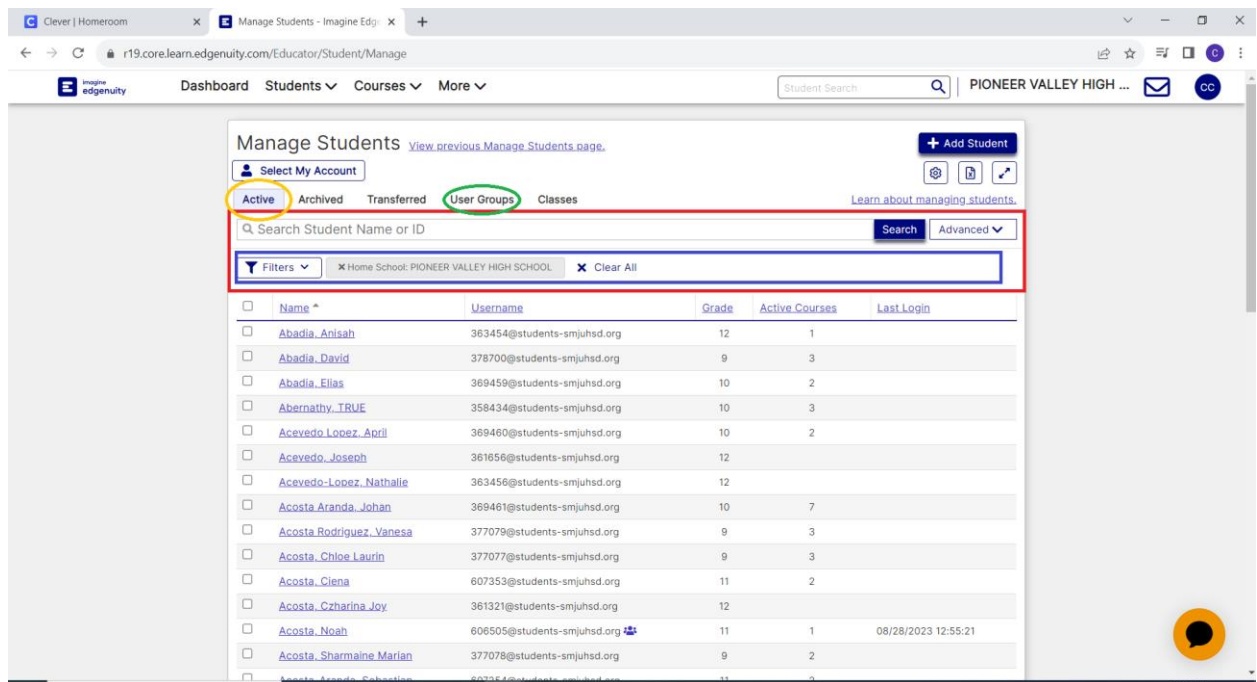 Clever | Homeroom
Manage Students - Imagine Edg
r19.core.learn.edgenuity.com/Educator/Student/Manage
C
imagine edgenuity
Dashboard Students Courses More
Student Search
PIONEER VALLEY HIGH ...
CC
Manage Students View previous Manage Students page.
+ Add Student
Select My Account
Active Archived Transferred User Groups Classes
Learn about managing students.
Search Student Name or ID
Search Advanced
Filters × Home School: PIONEER VALLEY HIGH SCHOOL × Clear All
Name Username Grade Active Courses Last Login
Abadia, Anisah 363454@students-smjuhsd.org 12 1
Abadia, David 378700@students-smjuhsd.org 9 3
Abadia, Elias 369459@students-smjuhsd.org 10 2
Abernathy, TRUE 358434@students-smjuhsd.org 10 3
Acevedo Lopez, April 369460@students-smjuhsd.org 10 2
Acevedo, Joseph 361656@students-smjuhsd.org 12
Acevedo-Lopez, Nathalie 363456@students-smjuhsd.org 12
Acosta Aranda, Johan 369461@students-smjuhsd.org 10 7
Acosta Rodriguez, Vanesa 377079@students-smjuhsd.org 9 3
Acosta, Chloe Laurin 377077@students-smjuhsd.org 9 3
Acosta, Ciena 607353@students-smjuhsd.org 11 2
Acosta, Czharina Joy 361321@students-smjuhsd.org 12
Acosta, Noah 606505@students-smjuhsd.org 11 1 08/28/2023 12:55:21
Acosta, Sharmaine Marian 377078@students-smjuhsd.org 9 2